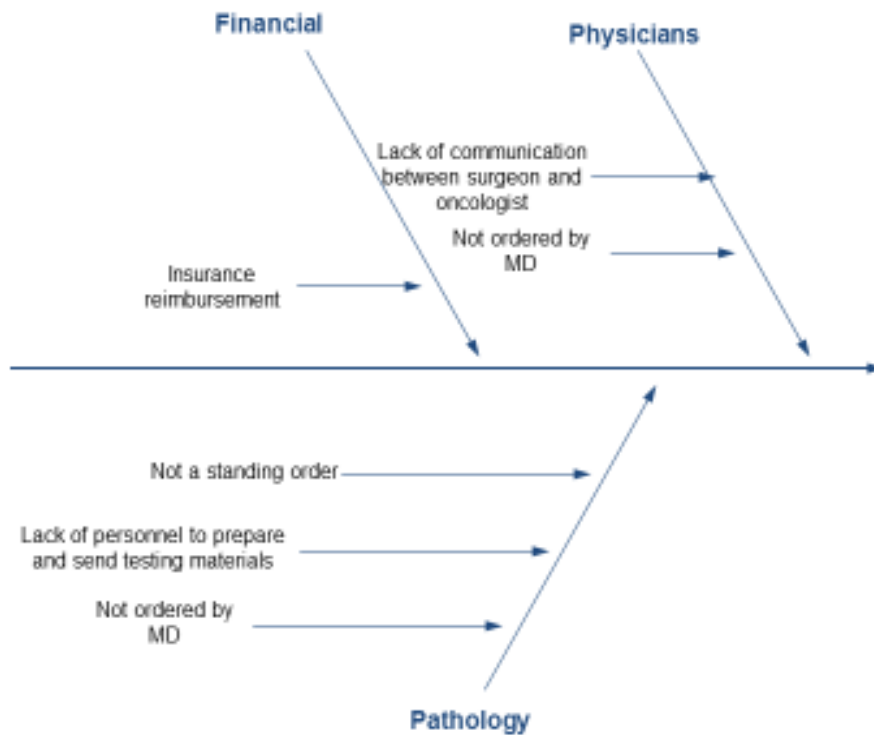 Financial
Physicians
Lack of communication
between surgeon and
oncologist
Not ordered by
MD
Insurance
reimbursement
Not a standing order
Lack of personnel to prepare
and send testing materials
Not ordered by
MD
Pathology